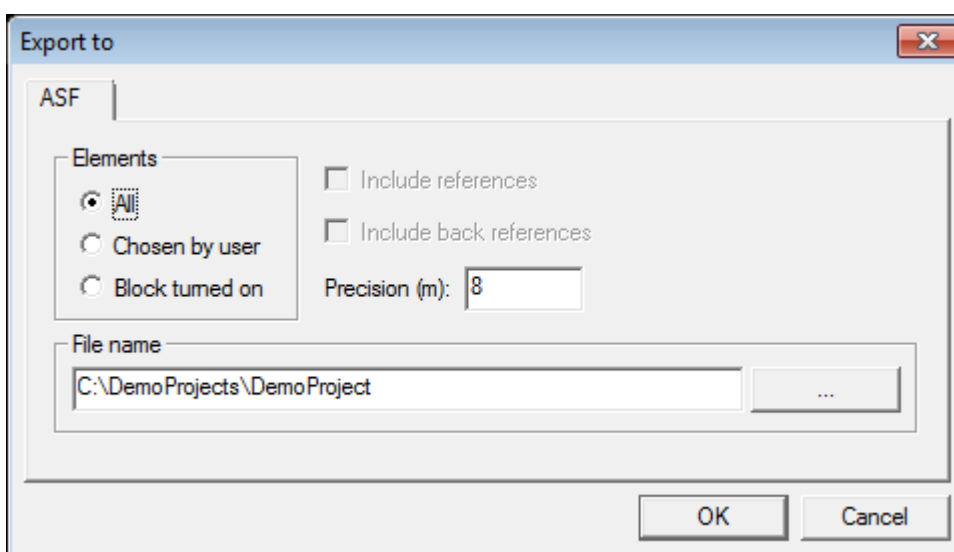 Export to
ASF
Elements
All
Chosen by user
Block turned on
Include references
Include back references
Precision (m): 8
File name
C:\DemoProjects\DemoProject
...
OK Cancel